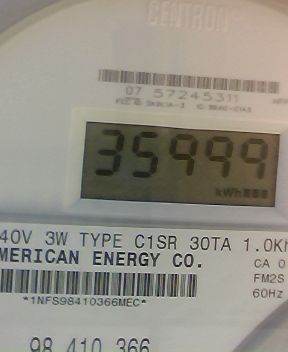 CENTRON
07 57245311
35999
kWh
40V 3W TYPE C1SR 30TA 1.0Kh
MERICAN ENERGY CO.
CA 0
FM2S
*1NFS98410366MEC*
60Hz
98 410 366